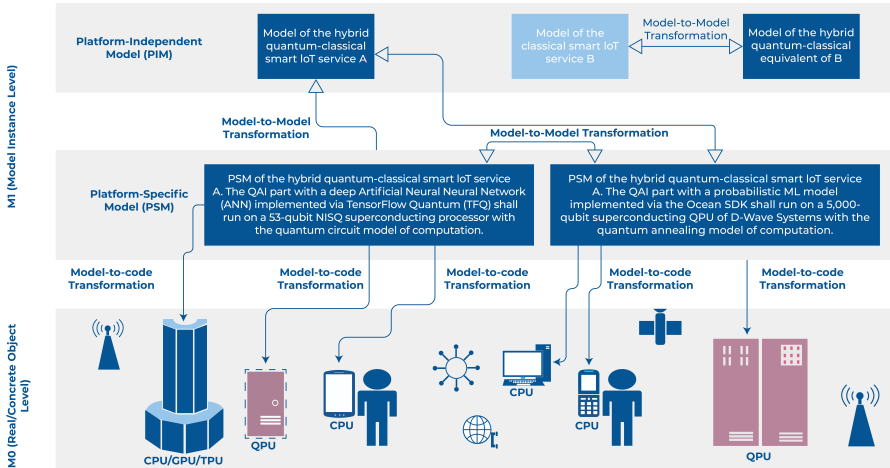 M1 (Model Instance Level)
Platform-Independent
Model (PIM)
Model of the hybrid
quantum-classical
smart IoT service A
Model of the
classical smart IoT
service B
Model-to-Model
Transformation
Model of the hybrid
quantum-classical
equivalent of B
Model-to-Model
Transformation
Model-to-Model Transformation
Platform-Specific
Model (PSM)
PSM of the hybrid quantum-classical smart IoT service
A. The QAI part with a deep Artificial Neural Neural Network
(ANN) implemented via TensorFlow Quantum (TFQ) shall
run on a 53-qubit NISQ superconducting processor with
the quantum circuit model of computation.
PSM of the hybrid quantum-classical smart IoT service
A. The QAI part with a probabilistic ML model
implemented via the Ocean SDK shall run on a 5,000-
qubit superconducting QPU of D-Wave Systems with the
quantum annealing model of computation.
Model-to-code
Transformation
Model-to-code
Transformation
Model-to-code
Transformation
Model-to-code
Transformation
Model-to-code
Transformation
M0 (Real/Concrete Object
Level)
CPU/GPU/TPU
QPU
CPU
CPU
CPU
QPU